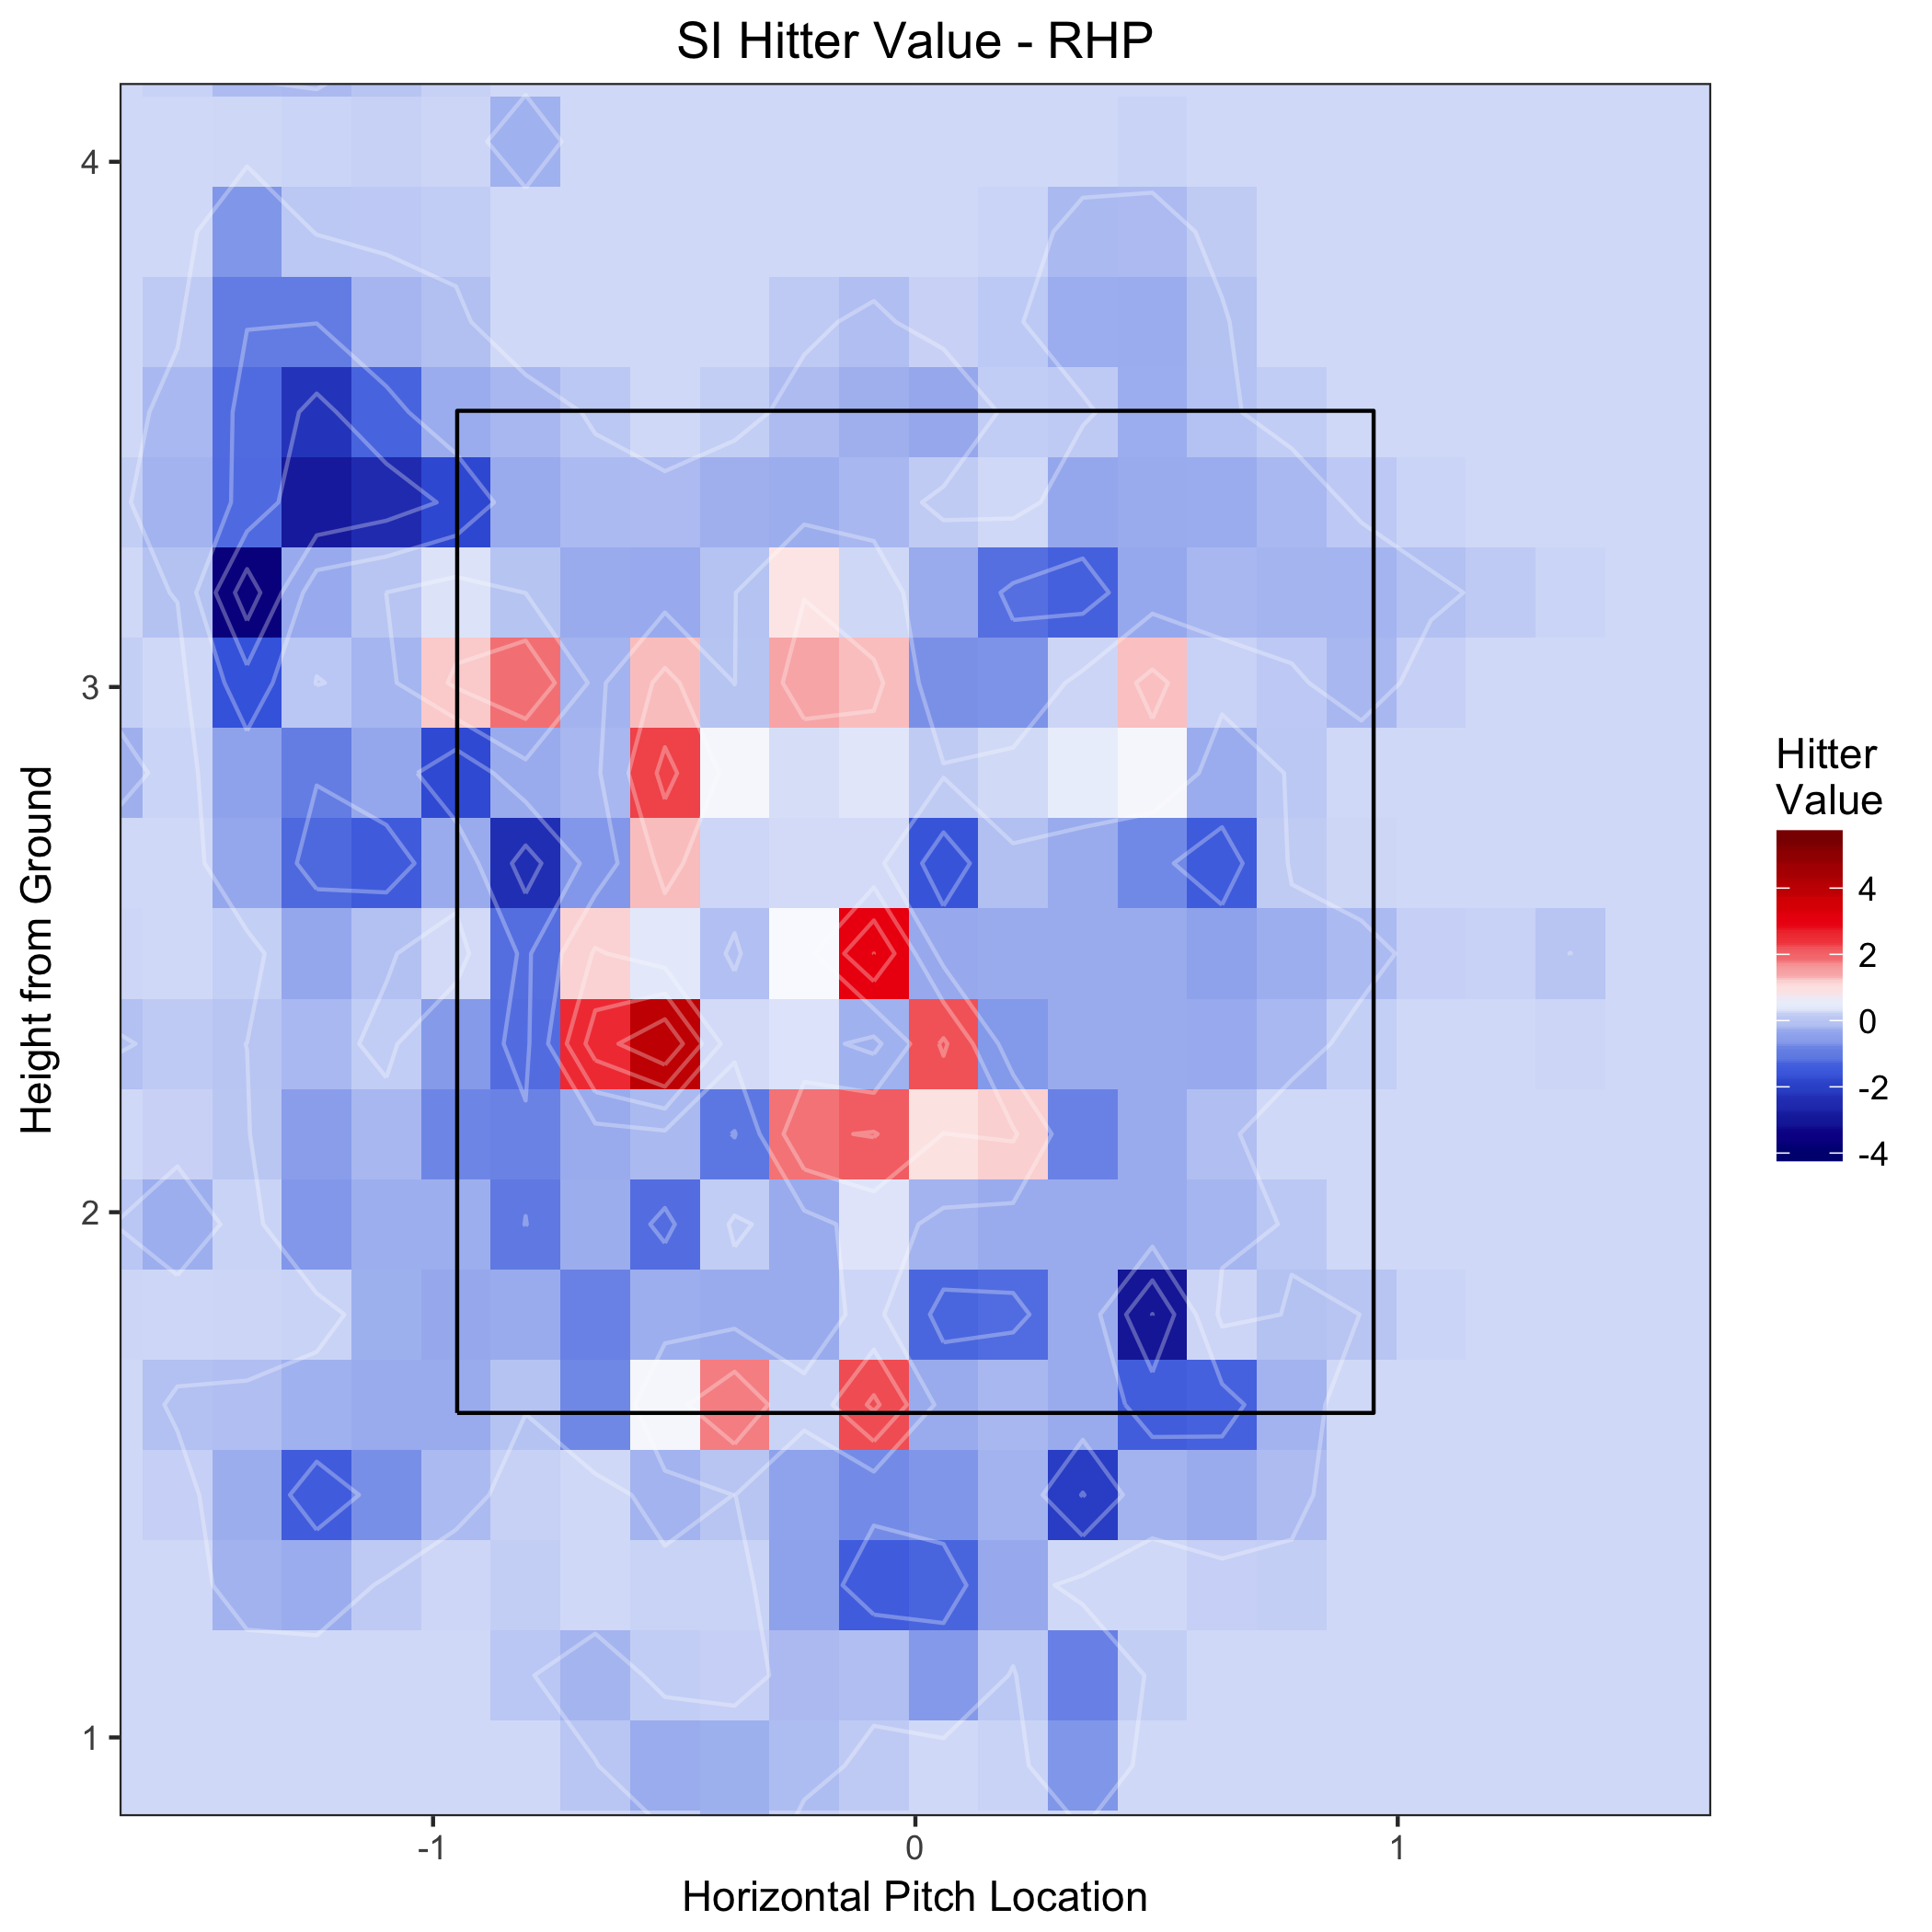 SI Hitter Value - RHP
4
3
2
1
Height from Ground
-1
0
1
Horizontal Pitch Location
Hitter
Value
4
2
0
-2
-4